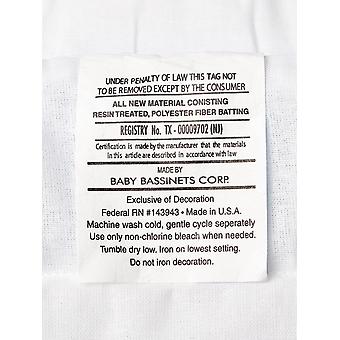 UNDER PENALTY OF LAW THIS TAG NOT
TO BE REMOVED EXCEPT BY THE CONSUMER
ALL NEW MATERIAL CONISTING
RESIN TREATED, POLYESTER FIBER BATTING
REGISTRY No. TX - 00009702 (NJ)
Certification is made by the manufacturer that the materials
In this article are described in accordance with law
MADE BY
BABY BASSINETS CORP.
Exclusive of Decoration
Federal RN #143943 • Made in U.S.A.
Machine wash cold, gentle cycle seperately
Use only non-chlorine bleach when needed.
Tumble dry low. Iron on lowest setting.
Do not iron decoration.